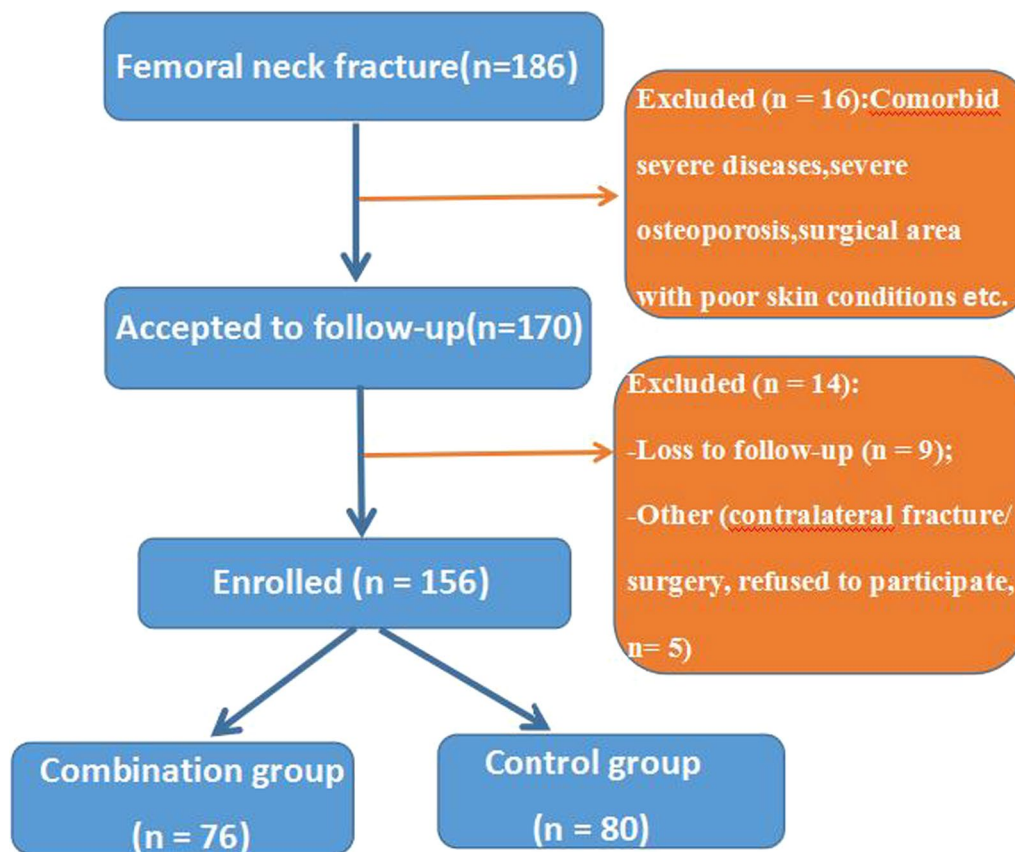 Femoral neck fracture(n=186)
Excluded (n = 16):Comorbid
severe diseases,severe
osteoporosis,surgical area
with poor skin conditions etc.
Accepted to follow-up(n=170)
Excluded (n = 14):
-Loss to follow-up (n = 9);
-Other (contralateral fracture/
surgery, refused to participate,
n= 5)
Enrolled (n = 156)
Combination group
(n = 76)
Control group
(n = 80)